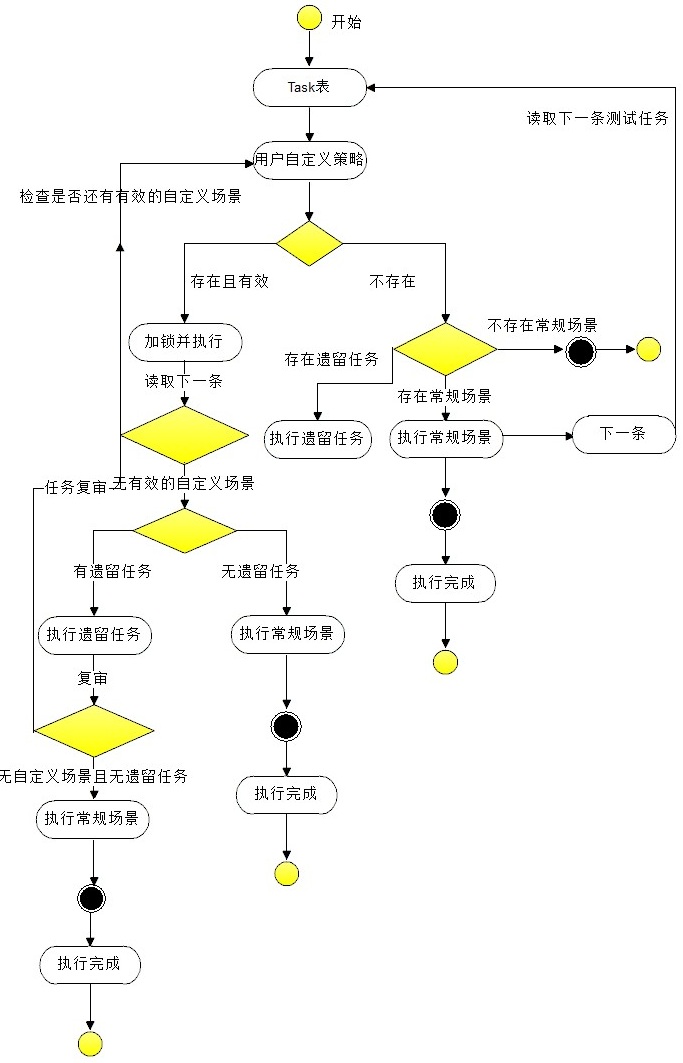 开始
Task表
读取下一条测试任务
用户自定义策略
检查是否还有有效的自定义场景
存在且有效
不存在
不存在常规场景
加锁并执行
存在遗留任务
读取下一条
存在常规场景
执行遗留任务
执行常规场景
下一条
任务复审
无有效的自定义场景
有遗留任务
无遗留任务
执行完成
执行遗留任务
执行常规场景
复审
无自定义场景且无遗留任务
执行完成
执行常规场景
执行完成